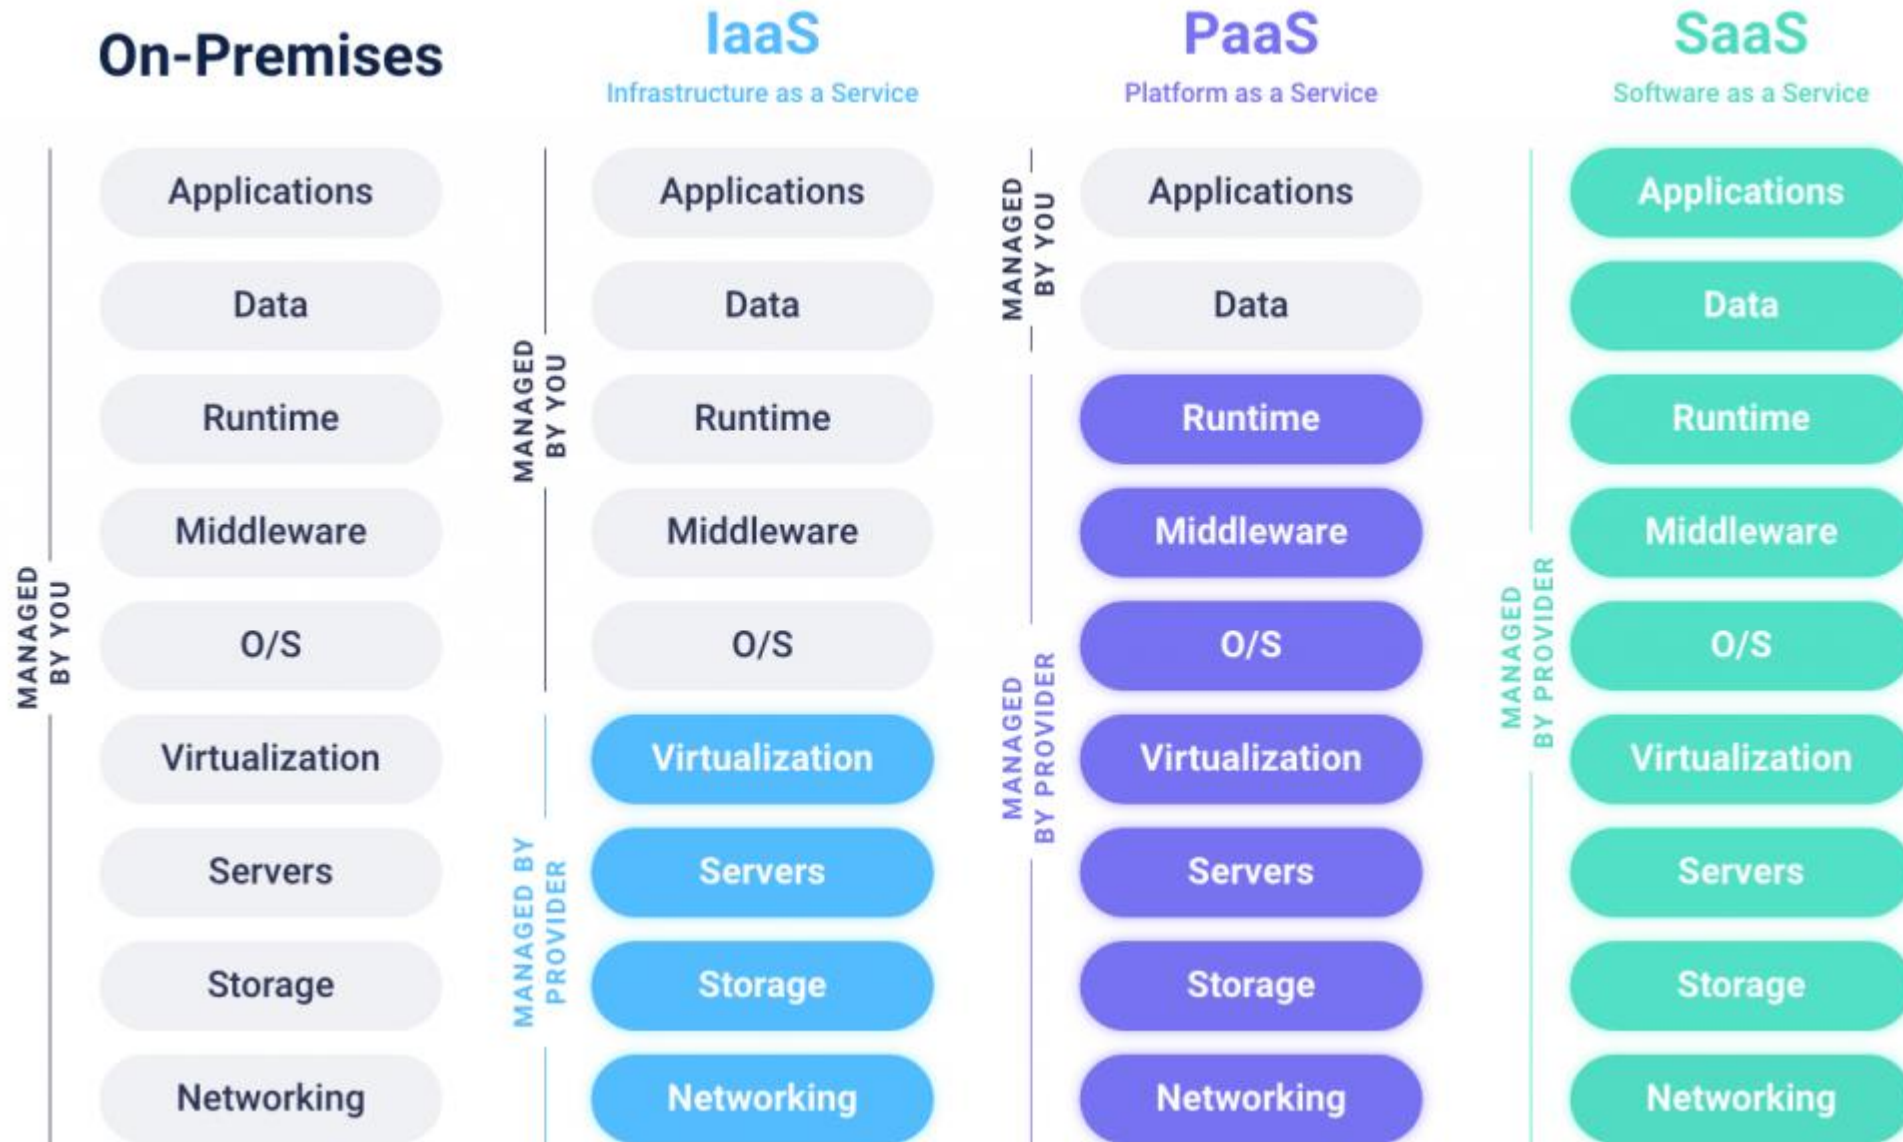 On-Premises
MANAGED
BY YOU
Applications
Data
Runtime
Middleware
O/S
Virtualization
Servers
Storage
Networking
IaaS
Infrastructure as a Service
MANAGED
BY YOU
MANAGED BY
PROVIDER
Applications
Data
Runtime
Middleware
O/S
Virtualization
Servers
Storage
Networking
PaaS
Platform as a Service
MANAGED
BY YOU
MANAGED
BY PROVIDER
Applications
Data
Runtime
Middleware
O/S
Virtualization
Servers
Storage
Networking
SaaS
Software as a Service
MANAGED
BY PROVIDER
Applications
Data
Runtime
Middleware
O/S
Virtualization
Servers
Storage
Networking